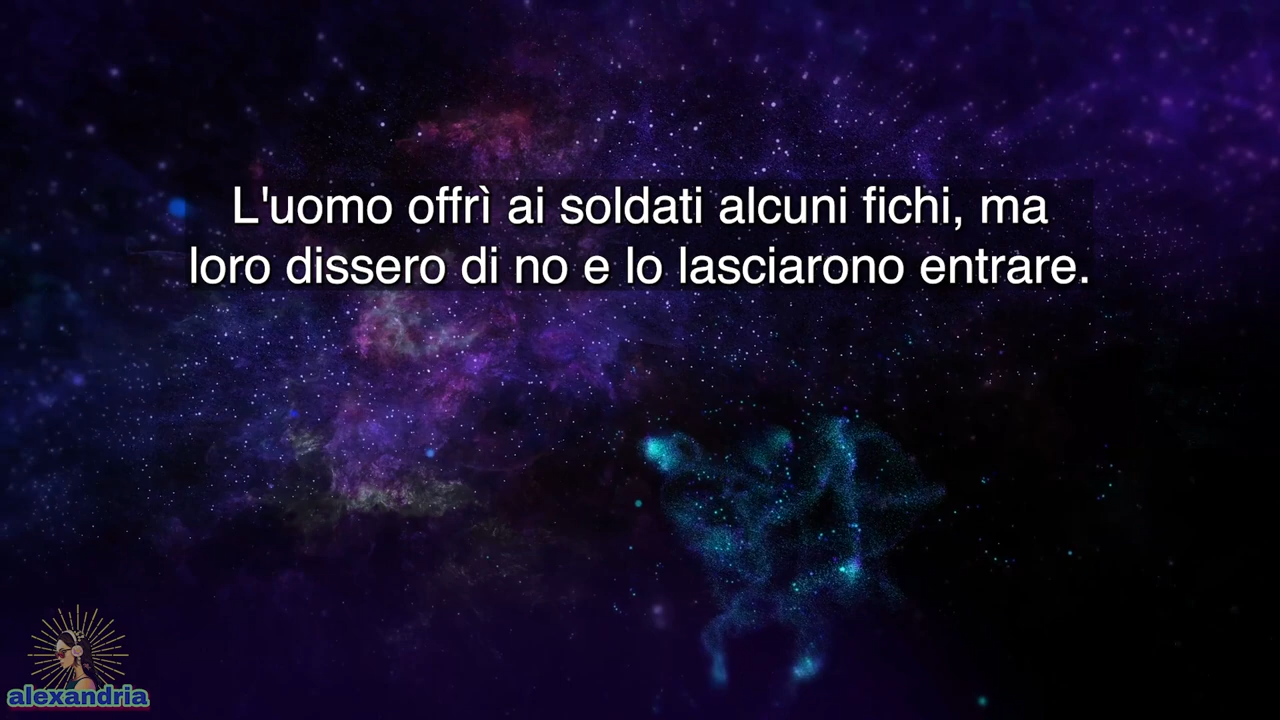 L'uomo offrì ai soldati alcuni fichi, ma
loro dissero di no e lo lasciarono entrare.
alexandria